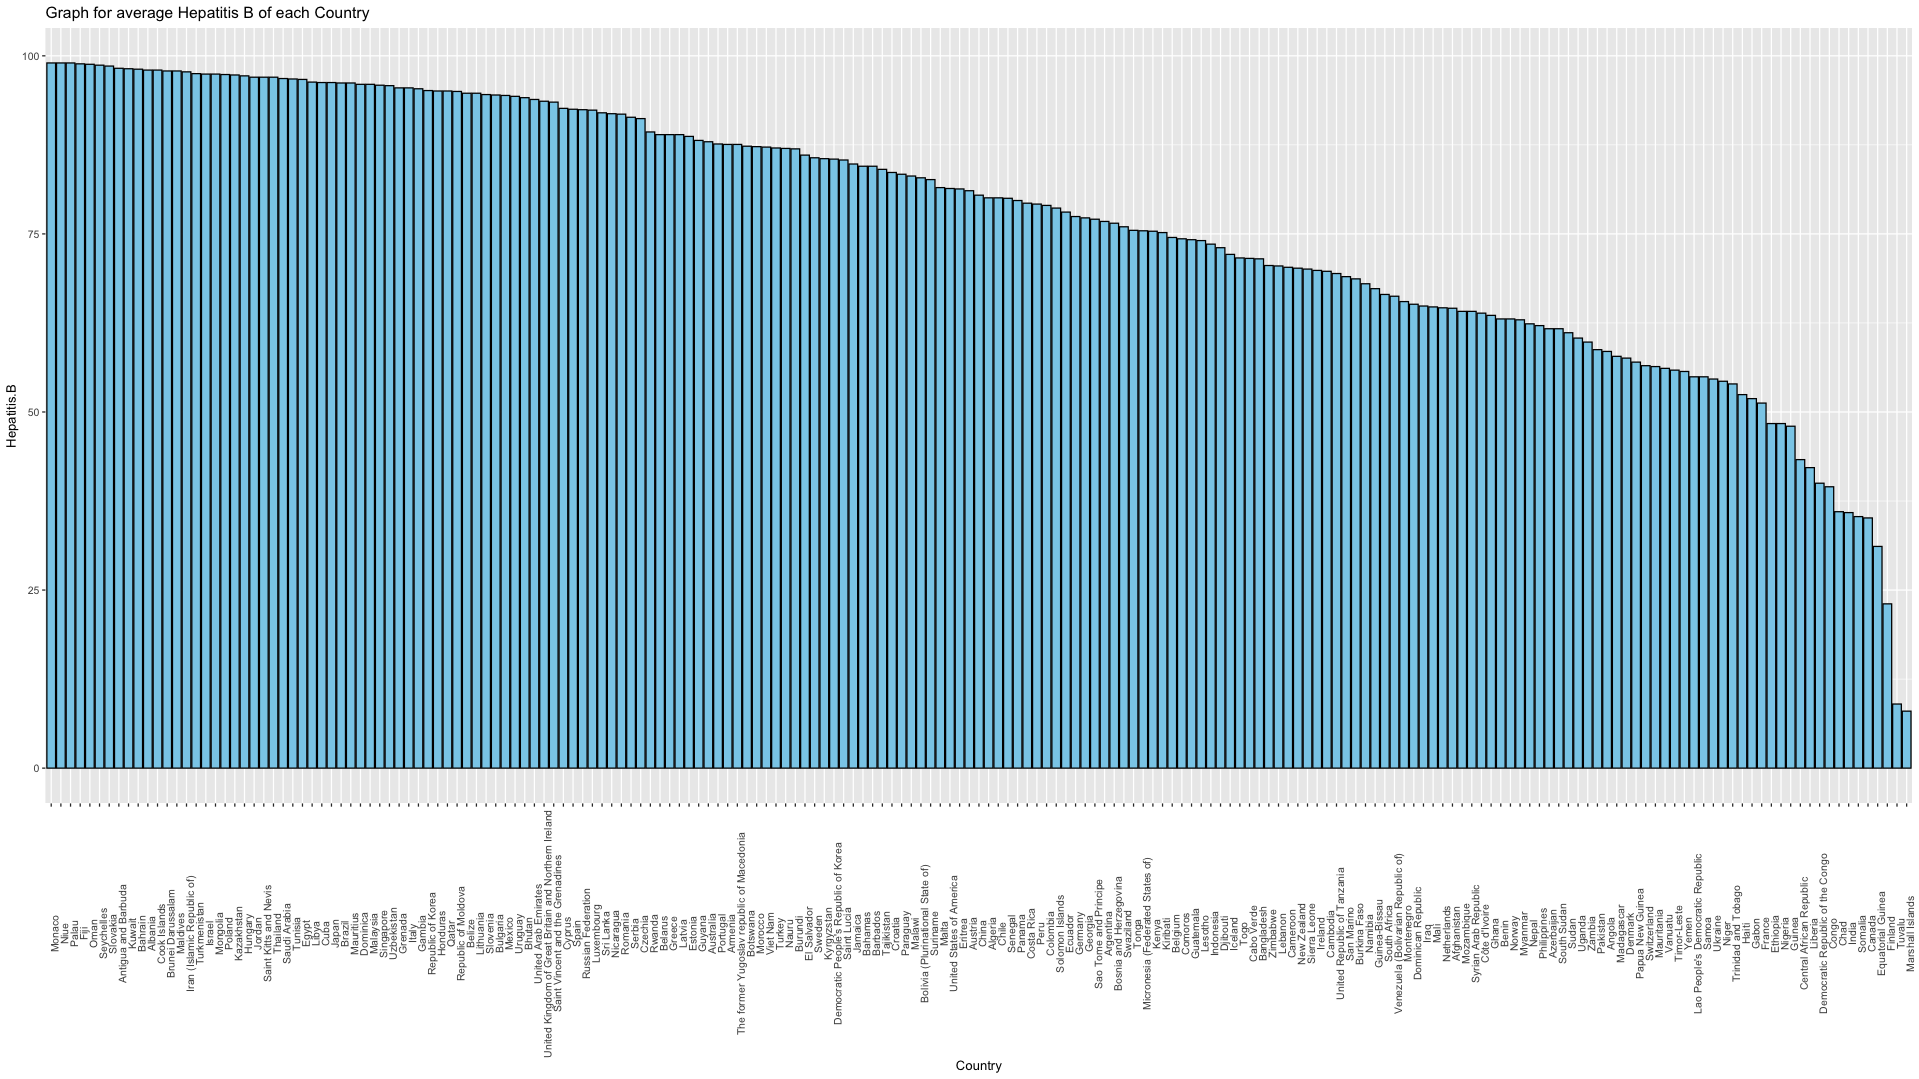 Graph for average Hepatitis B of each Country
Hepatitis.B
100
75
50
25
0
Monaco
Niue
Palau
Fiji
Oman
Seychelles
Slovakia
Antigua and Barbuda
Kuwait
Bahrain
Albania
Cook Islands
Brunei Darussalam
Maldives
Iran (Islamic Republic of)
Turkmenistan
Israel
Mongolia
Poland
Kazakhstan
Hungary
Jordan
Saint Kitts and Nevis
Thailand
Saudi Arabia
Tunisia
Egypt
Libya
Cuba
Japan
Brazil
Mauritius
Dominica
Malaysia
Singapore
Uzbekistan
Grenada
Italy
Gambia
Republic of Korea
Honduras
Qatar
Republic of Moldova
Belize
Lithuania
Slovenia
Bulgaria
Mexico
Uruguay
Bhutan
United Arab Emirates
United Kingdom of Great Britain and Northern Ireland
Saint Vincent and the Grenadines
Cyprus
Spain
Russian Federation
Luxembourg
Sri Lanka
Nicaragua
Romania
Serbia
Czechia
Rwanda
Belarus
Greece
Latvia
Estonia
Guyana
Australia
Portugal
Armenia
The former Yugoslav republic of Macedonia
Botswana
Morocco
Viet Nam
Turkey
Nauru
Burundi
El Salvador
Sweden
Kyrgyzstan
Democratic People's Republic of Korea
Saint Lucia
Jamaica
Bahamas
Barbados
Tajikistan
Croatia
Paraguay
Malawi
Bolivia (Plurinational State of)
Suriname
Malta
United States of America
Eritrea
Austria
China
Algeria
Chile
Senegal
Panama
Costa Rica
Peru
Colombia
Solomon Islands
Ecuador
Germany
Georgia
Sao Tome and Principe
Argentina
Bosnia and Herzegovina
Swaziland
Tonga
Micronesia (Federated States of)
Kenya
Kiribati
Belgium
Comoros
Guatemala
Lesotho
Indonesia
Djibouti
Iceland
Togo
Cabo Verde
Bangladesh
Zimbabwe
Lebanon
Cameroon
New Zealand
Sierra Leone
Ireland
Cambodia
United Republic of Tanzania
San Marino
Burkina Faso
Namibia
Guinea-Bissau
South Africa
Venezuela (Bolivarian Republic of)
Montenegro
Dominican Republic
Iraq
Mali
Netherlands
Afghanistan
Mozambique
Syrian Arab Republic
Côte d'Ivoire
Ghana
Benin
Norway
Myanmar
Nepal
Philippines
Azerbaijan
South Sudan
Sudan
Uganda
Zambia
Pakistan
Angola
Madagascar
Denmark
Papua New Guinea
Switzerland
Mauritania
Vanuatu
Timor-Leste
Yemen
Lao People's Democratic Republic
Samoa
Ukraine
Niger
Trinidad and Tobago
Haiti
Gabon
France
Ethiopia
Nigeria
Guinea
Central African Republic
Liberia
Democratic Republic of the Congo
Congo
Chad
India
Somalia
Canada
Equatorial Guinea
Finland
Tuvalu
Marshall Islands
Country